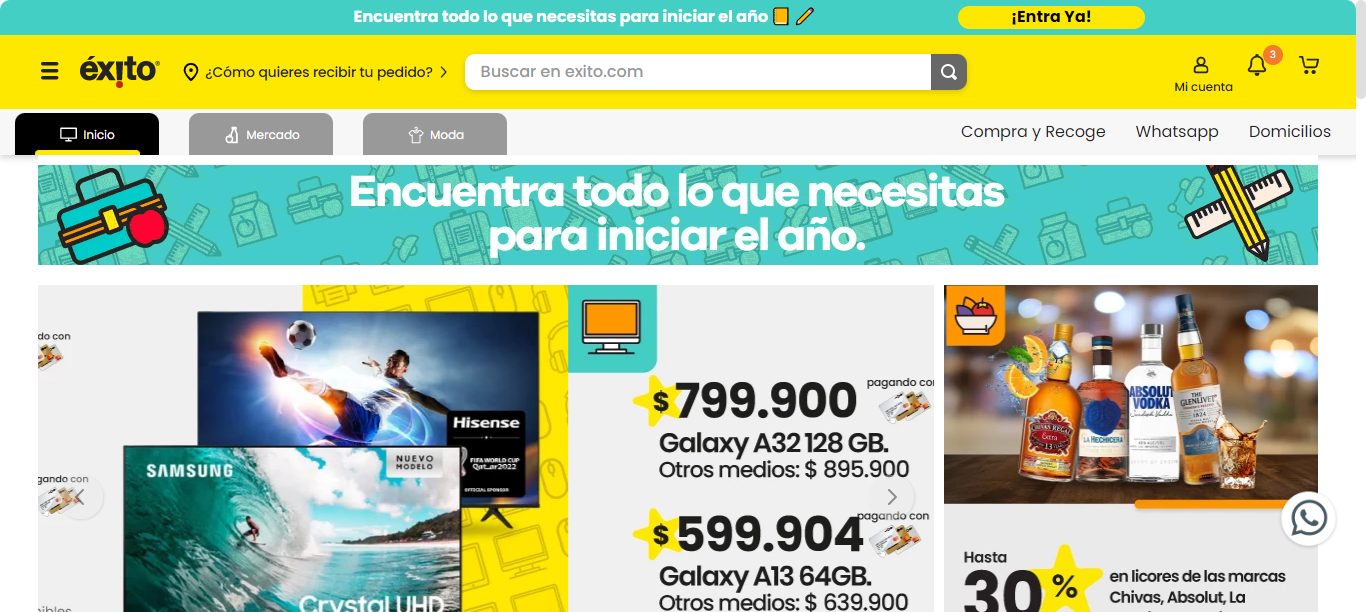 Encuentra todo lo que necesitas para iniciar el año
¡Entra Ya!
éxito
¿Cómo quieres recibir tu pedido?
Buscar en exito.com
Mi cuenta
3
Inicio
Mercado
Moda
Compra y Recoge
Whatsapp
Domicilios
Encuentra todo lo que necesitas
para iniciar el año.
do con
gando con
Hisense
FIFA WORLD CUP
Qatar2022
OFFICIAL SPONSOR
SAMSUNG
NUEVO
MODELO
Crystal UHD
$ 799.900
pagando con
Galaxy A32 128 GB.
Otros medios: $ 895.900
$ 599.904
pagando con
Galaxy A13 64GB.
Otros medios: $ 639.900
CHIVAS REGAL
Extra
13
LA HECHICERA
ABSOLUT
VODKA
THE
GLENLIVET
1824
Hasta
30 %
en licores de las marcas
Chivas, Absolut, La